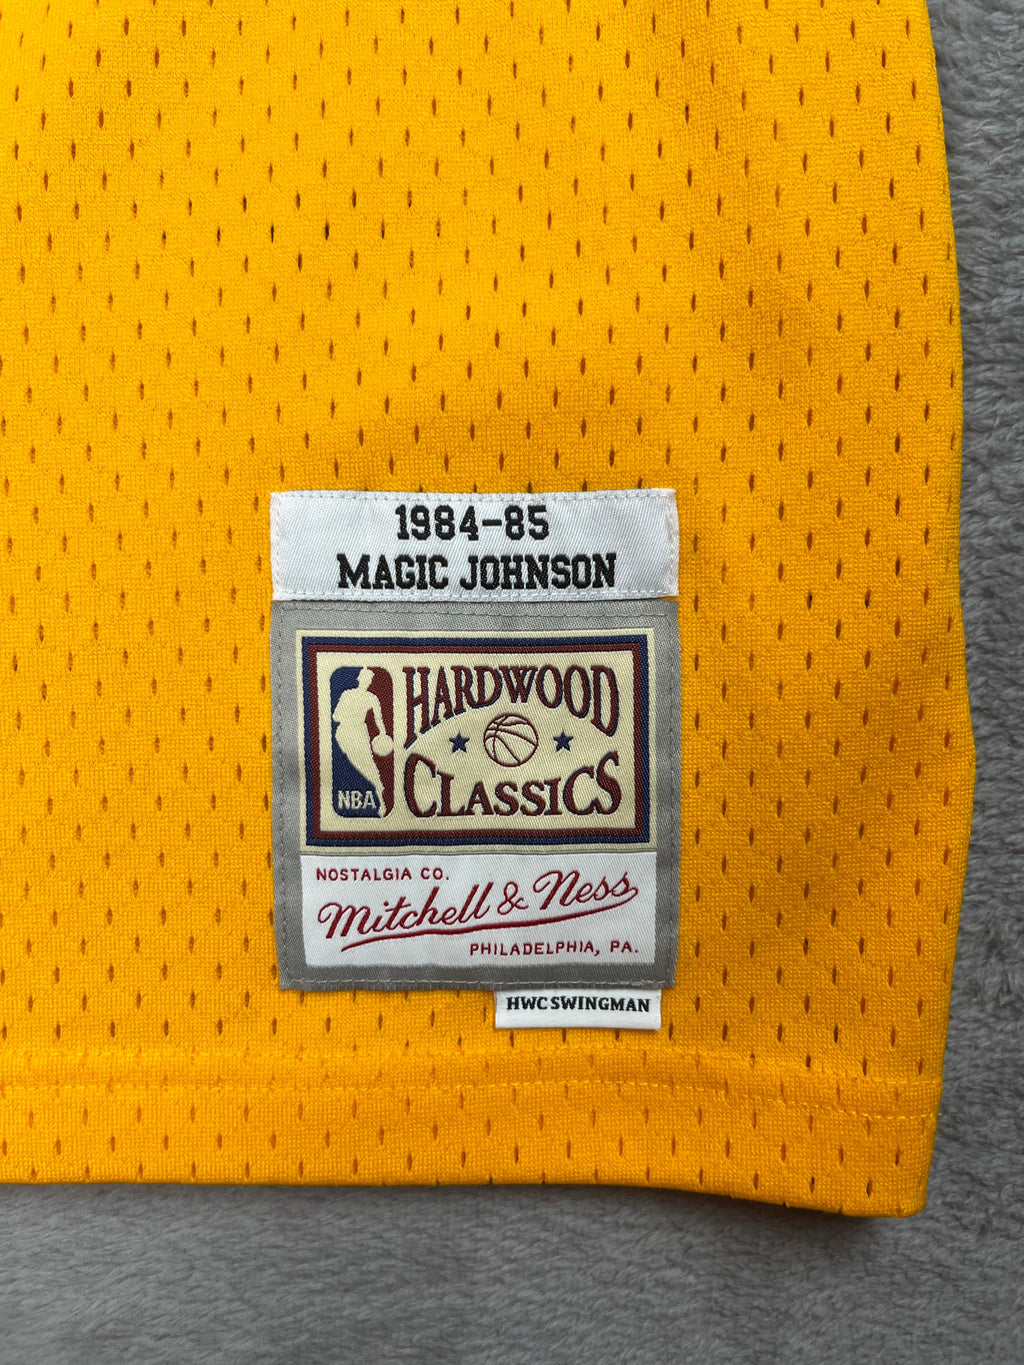 1984-85
MAGIC JOHNSON
HARDWOOD
CLASSICS
NBA
NOSTALGIA CO.
Mitchell & Ness
PHILADELPHIA, PA.
HWC SWINGMAN